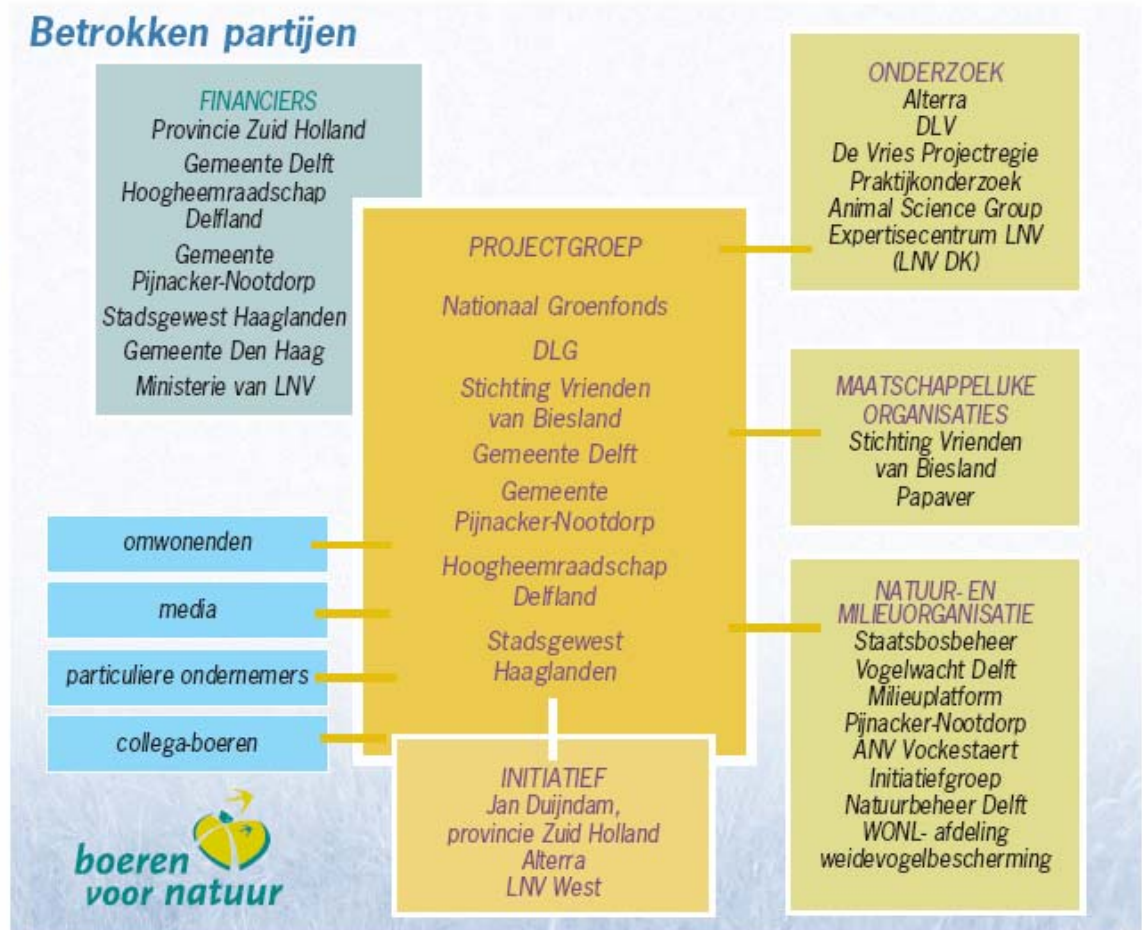 Betrokken partijen
FINANCIERS
Provincie Zuid Holland
Gemeente Delft
Hoogheemraadschap
Delfland
Gemeente
Pijnacker-Nootdorp
Stadsgewest Haaglanden
Gemeente Den Haag
Ministerie van LNV
PROJECTGROEP
Nationaal Groenfonds
DLG
Stichting Vrienden
van Biesland
Gemeente Delft
Gemeente
Pijnacker-Nootdorp
Hoogheemraadschap
Delfland
Stadsgewest
Haaglanden
ONDERZOEK
Alterra
DLV
De Vries Projectregie
Praktijkonderzoek
Animal Science Group
Expertisecentrum LNV
(LNV DK)
MAATSCHAPPELIJKE
ORGANISATIES
Stichting Vrienden
van Biesland
Papaver
NATUUR- EN
MILIEUORGANISATIE
Staatsbosbeheer
Vogelwacht Delft
Milieuplatform
Pijnacker-Nootdorp
ANV Vockestaert
Initiatiefgroep
Natuurbeheer Delft
WONL- afdeling
weidevogelbescherming
omwonenden
media
particuliere ondernemers
collega-boeren
INITIATIEF
Jan Duijndam,
provincie Zuid Holland
Alterra
LNV West
boeren
voor natuur